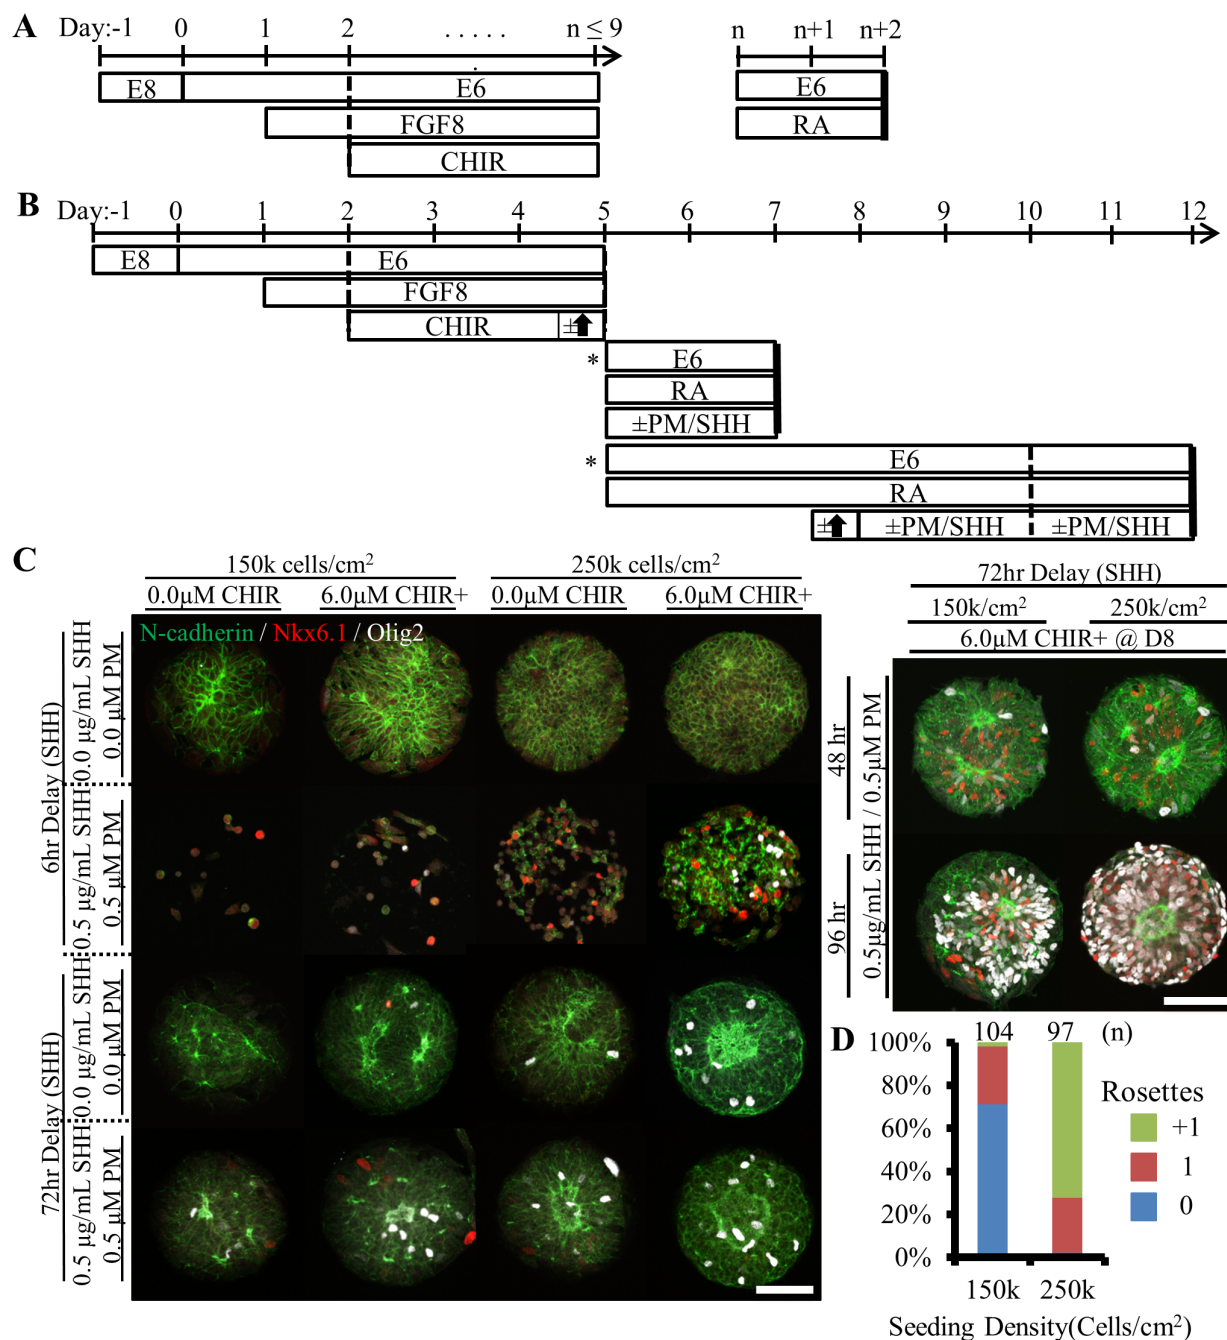 A
Day:-1 0 1 2 . . . . . n ≤ 9
n n+1 n+2
E8 E6
E6
FGF8
RA
CHIR
B
Day:-1 0 1 2 3 4 5 6 7 8 9 10 11 12
E8 E6
FGF8
CHIR ±
* E6
RA
±PM/SHH
* E6
RA
± ±PM/SHH ±PM/SHH
C
150k cells/cm² 250k cells/cm²
0.0µM CHIR 6.0µM CHIR+ 0.0µM CHIR 6.0µM CHIR+
N-cadherin / Nkx6.1 / Olig2
6hr Delay (SHH)
0.0 µg/mL SHH
0.0 µM PM
0.5 µg/mL SHH
0.5 µM PM
72hr Delay (SHH)
0.0 µg/mL SHH
0.0 µM PM
0.5 µg/mL SHH
0.5 µM PM
72hr Delay (SHH)
150k/cm² 250k/cm²
6.0µM CHIR+ @ D8
48 hr
96 hr
0.5µg/mL SHH / 0.5µM PM
D
104 97 (n)
100%
80%
60%
40%
20%
0%
Rosettes
+1
1
0
150k 250k
Seeding Density(Cells/cm²)